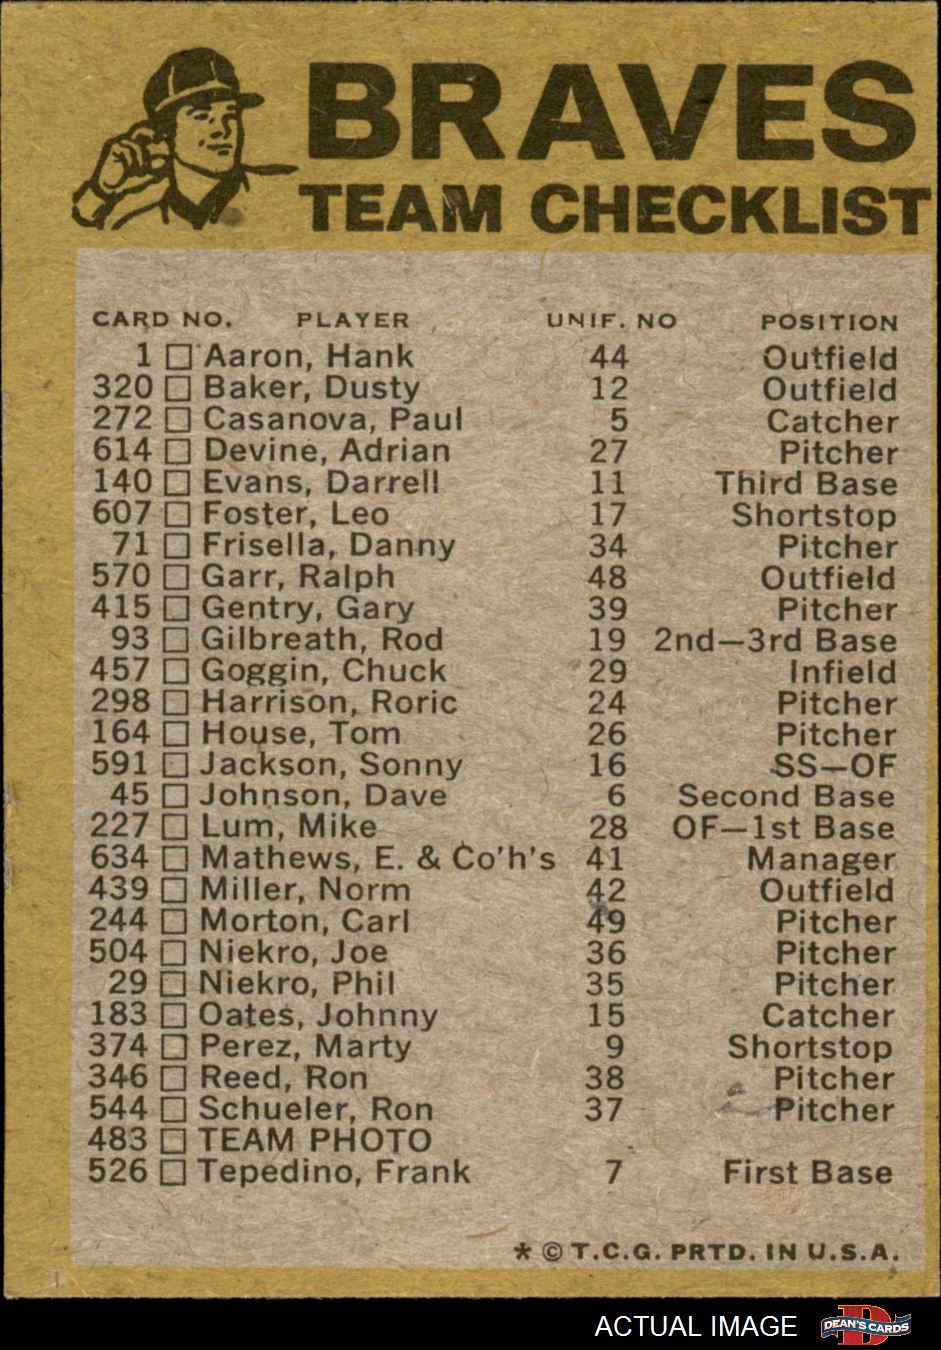 BRAVES
TEAM CHECKLIST
CARD NO. PLAYER UNIF. NO POSITION
1 Aaron, Hank 44 Outfield
320 Baker, Dusty 12 Outfield
272 Casanova, Paul 5 Catcher
614 Devine, Adrian 27 Pitcher
140 Evans, Darrell 11 Third Base
607 Foster, Leo 17 Shortstop
71 Frisella, Danny 34 Pitcher
570 Garr, Ralph 48 Outfield
415 Gentry, Gary 39 Pitcher
93 Gilbreath, Rod 19 2nd—3rd Base
457 Goggin, Chuck 29 Infield
298 Harrison, Roric 24 Pitcher
164 House, Tom 26 Pitcher
591 Jackson, Sonny 16 SS—OF
45 Johnson, Dave 6 Second Base
227 Lum, Mike 28 OF—1st Base
634 Mathews, E. & Co'h's 41 Manager
439 Miller, Norm 42 Outfield
244 Morton, Carl 49 Pitcher
504 Niekro, Joe 36 Pitcher
29 Niekro, Phil 35 Pitcher
183 Oates, Johnny 15 Catcher
374 Perez, Marty 9 Shortstop
346 Reed, Ron 38 Pitcher
544 Schueler, Ron 37 Pitcher
483 TEAM PHOTO
526 Tepedino, Frank 7 First Base
* © T.C.G. PRTD. IN U.S.A.
ACTUAL IMAGE
D
DEAN'S CARDS